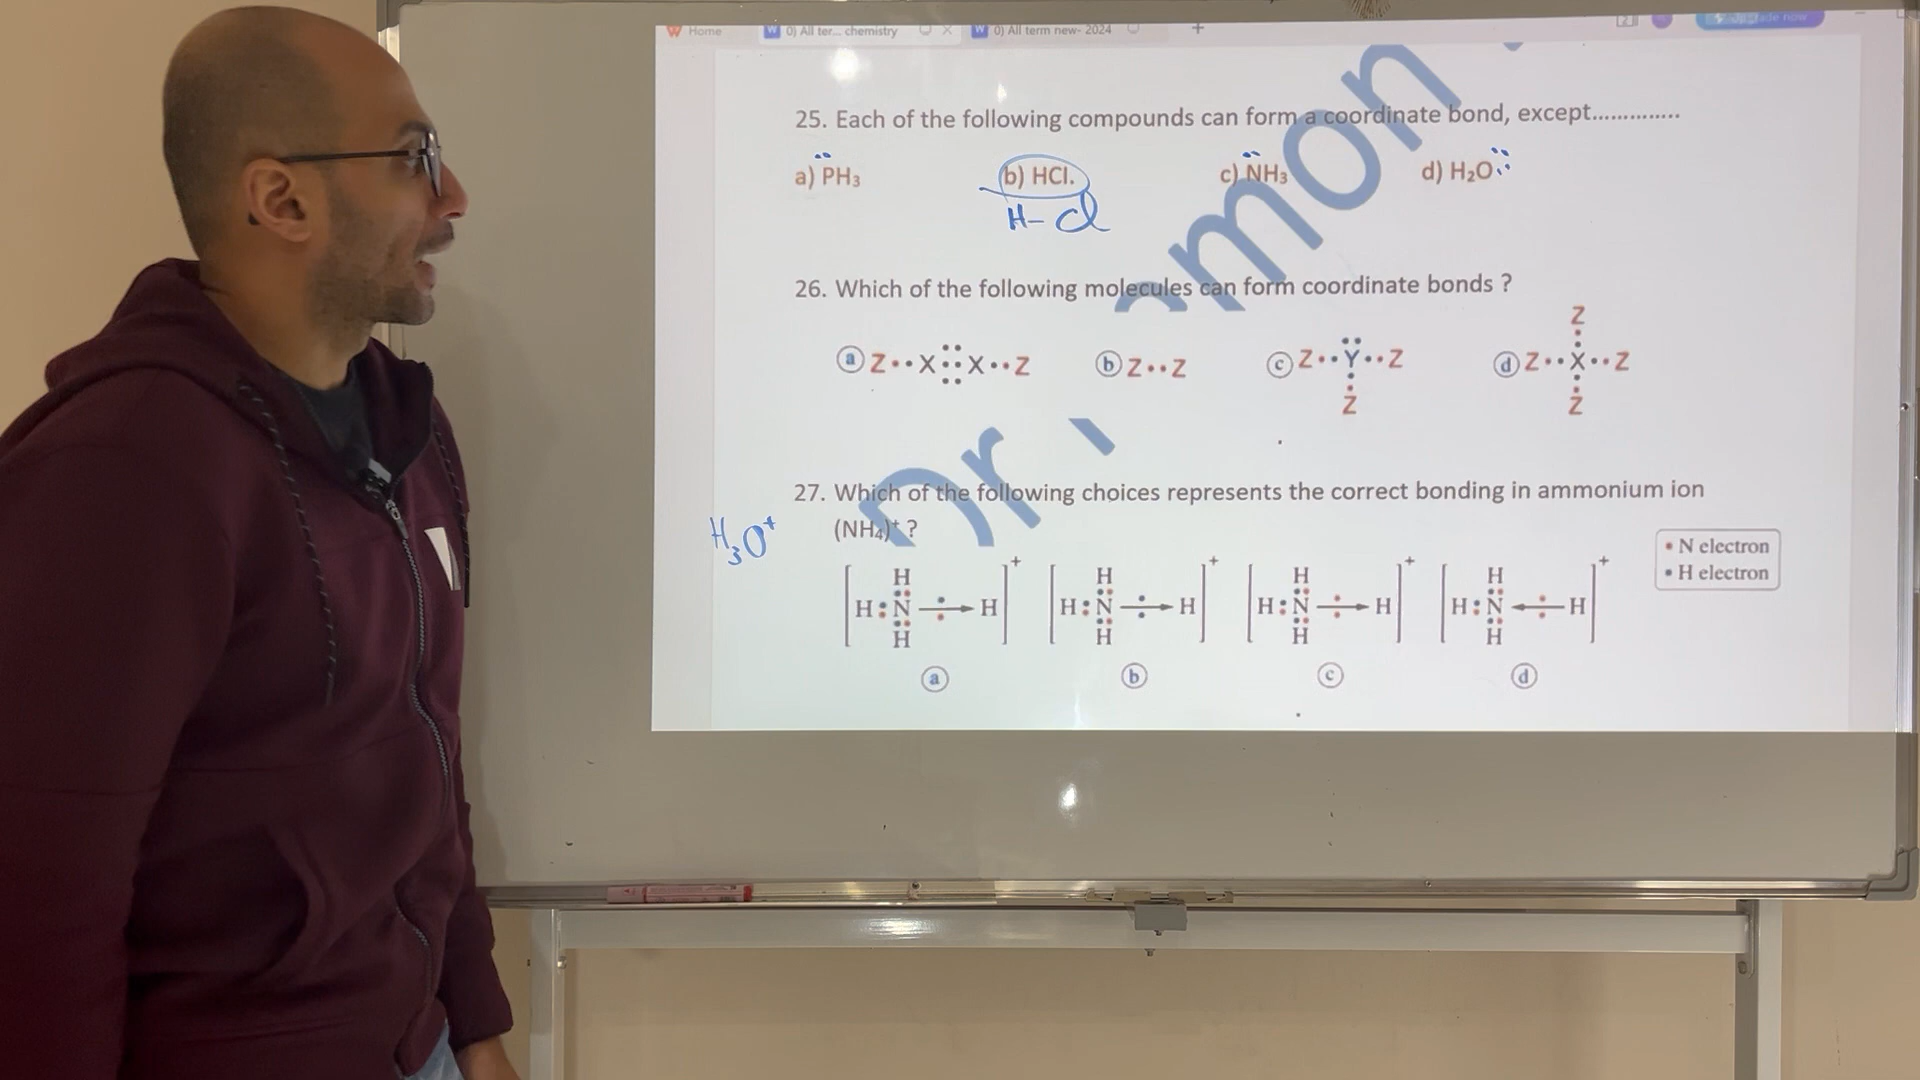 Home
0) All ter... chemistry
0) All term new- 2024
25. Each of the following compounds can form a coordinate bond, except..............
a) PH₃ b) HCl. c) NH₃ d) H₂O
H-Cl
26. Which of the following molecules can form coordinate bonds ?
Z
a Z··X⁝⁝X··Z b Z··Z c Z··Y··Z d Z··X··Z
Z Z
27. Which of the following choices represents the correct bonding in ammonium ion
H₃O⁺
(NH₄)⁺ ?
• N electron
• H electron
+ + + +
H H H H
H:N→H H:N→H H:N→H H:N←H
H H H H
a b c d
Dr